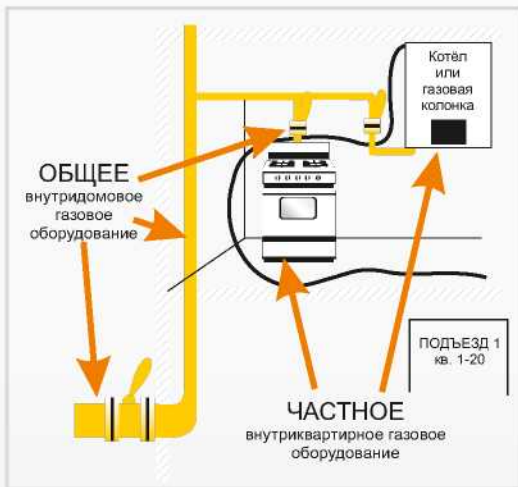 Котёл
или
газовая
колонка
ОБЩЕЕ
внутридомовое
газовое
оборудование
ПОДЪЕЗД 1
кв. 1-20
ЧАСТНОЕ
внутриквартирное газовое
оборудование